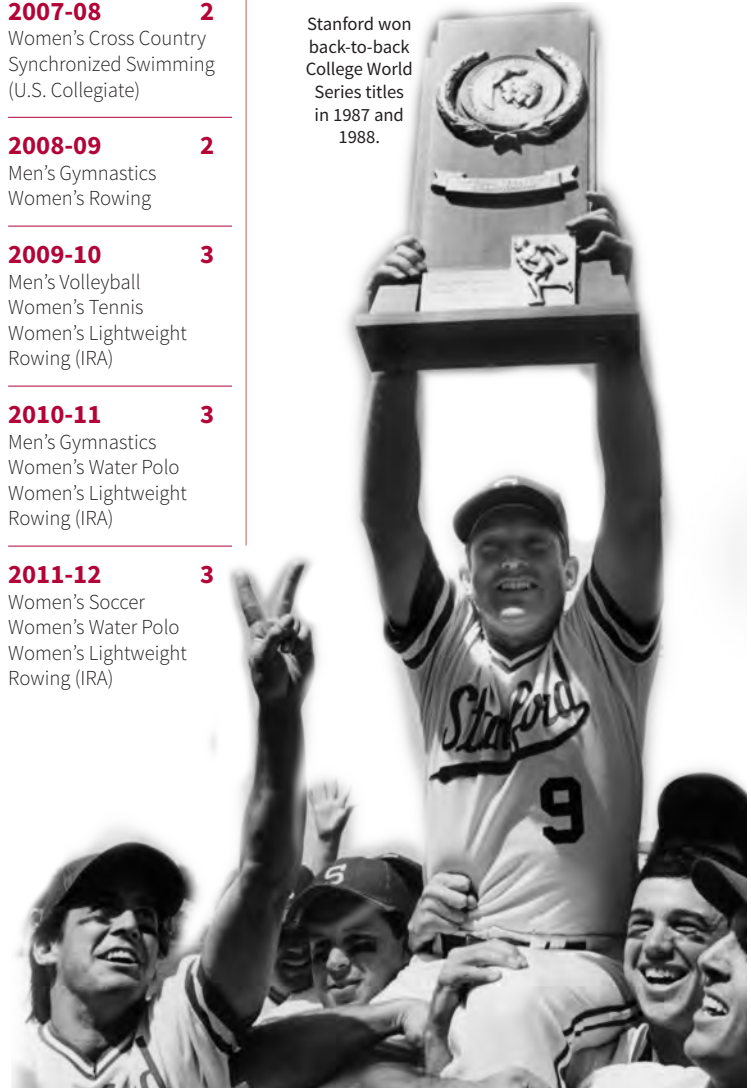 2007-08 2
Women’s Cross Country
Synchronized Swimming
(U.S. Collegiate)
2008-09 2
Men’s Gymnastics
Women’s Rowing
2009-10 3
Men’s Volleyball
Women’s Tennis
Women’s Lightweight
Rowing (IRA)
2010-11 3
Men’s Gymnastics
Women’s Water Polo
Women’s Lightweight
Rowing (IRA)
2011-12 3
Women’s Soccer
Women’s Water Polo
Women’s Lightweight
Rowing (IRA)
Stanford won
back-to-back
College World
Series titles
in 1987 and
1988.
Stanford
9
S